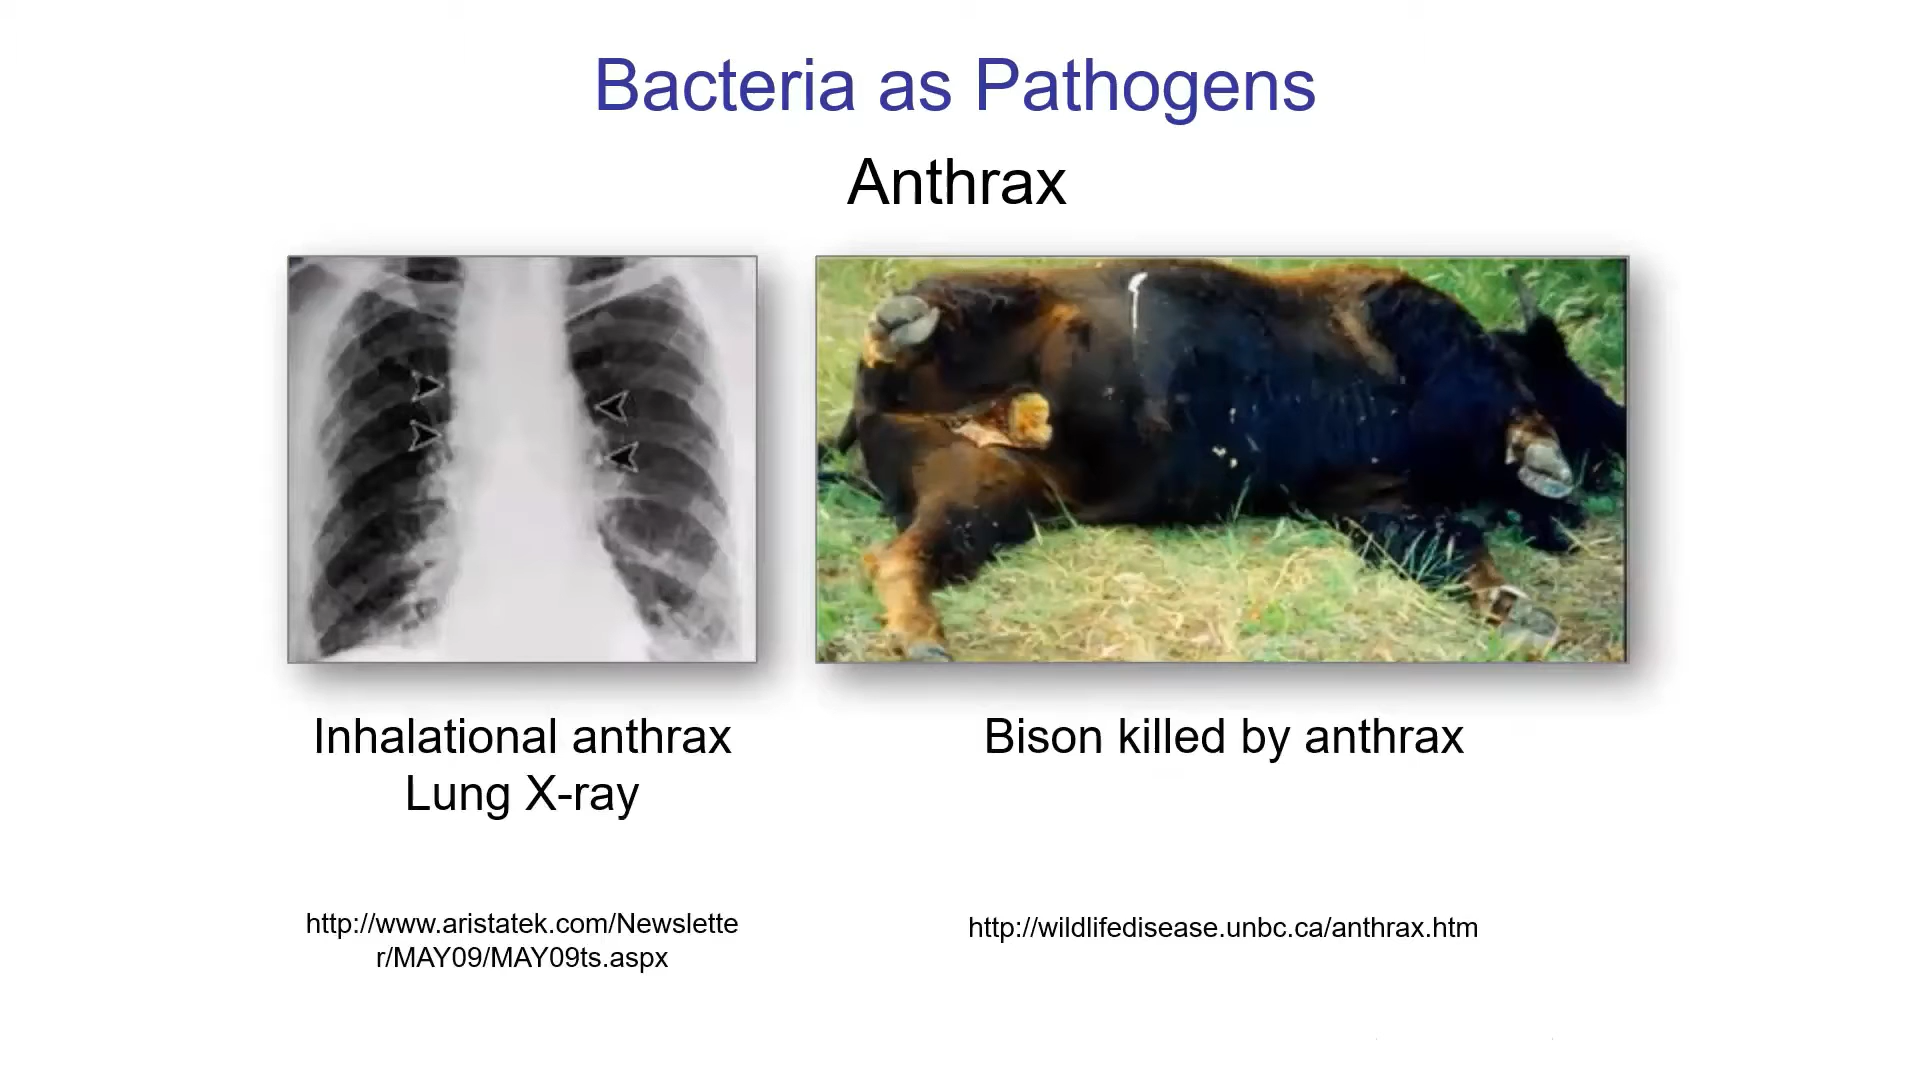 Bacteria as Pathogens
Anthrax
Inhalational anthrax
Lung X-ray
Bison killed by anthrax
http://www.aristatek.com/Newslette
r/MAY09/MAY09ts.aspx
http://wildlifedisease.unbc.ca/anthrax.htm